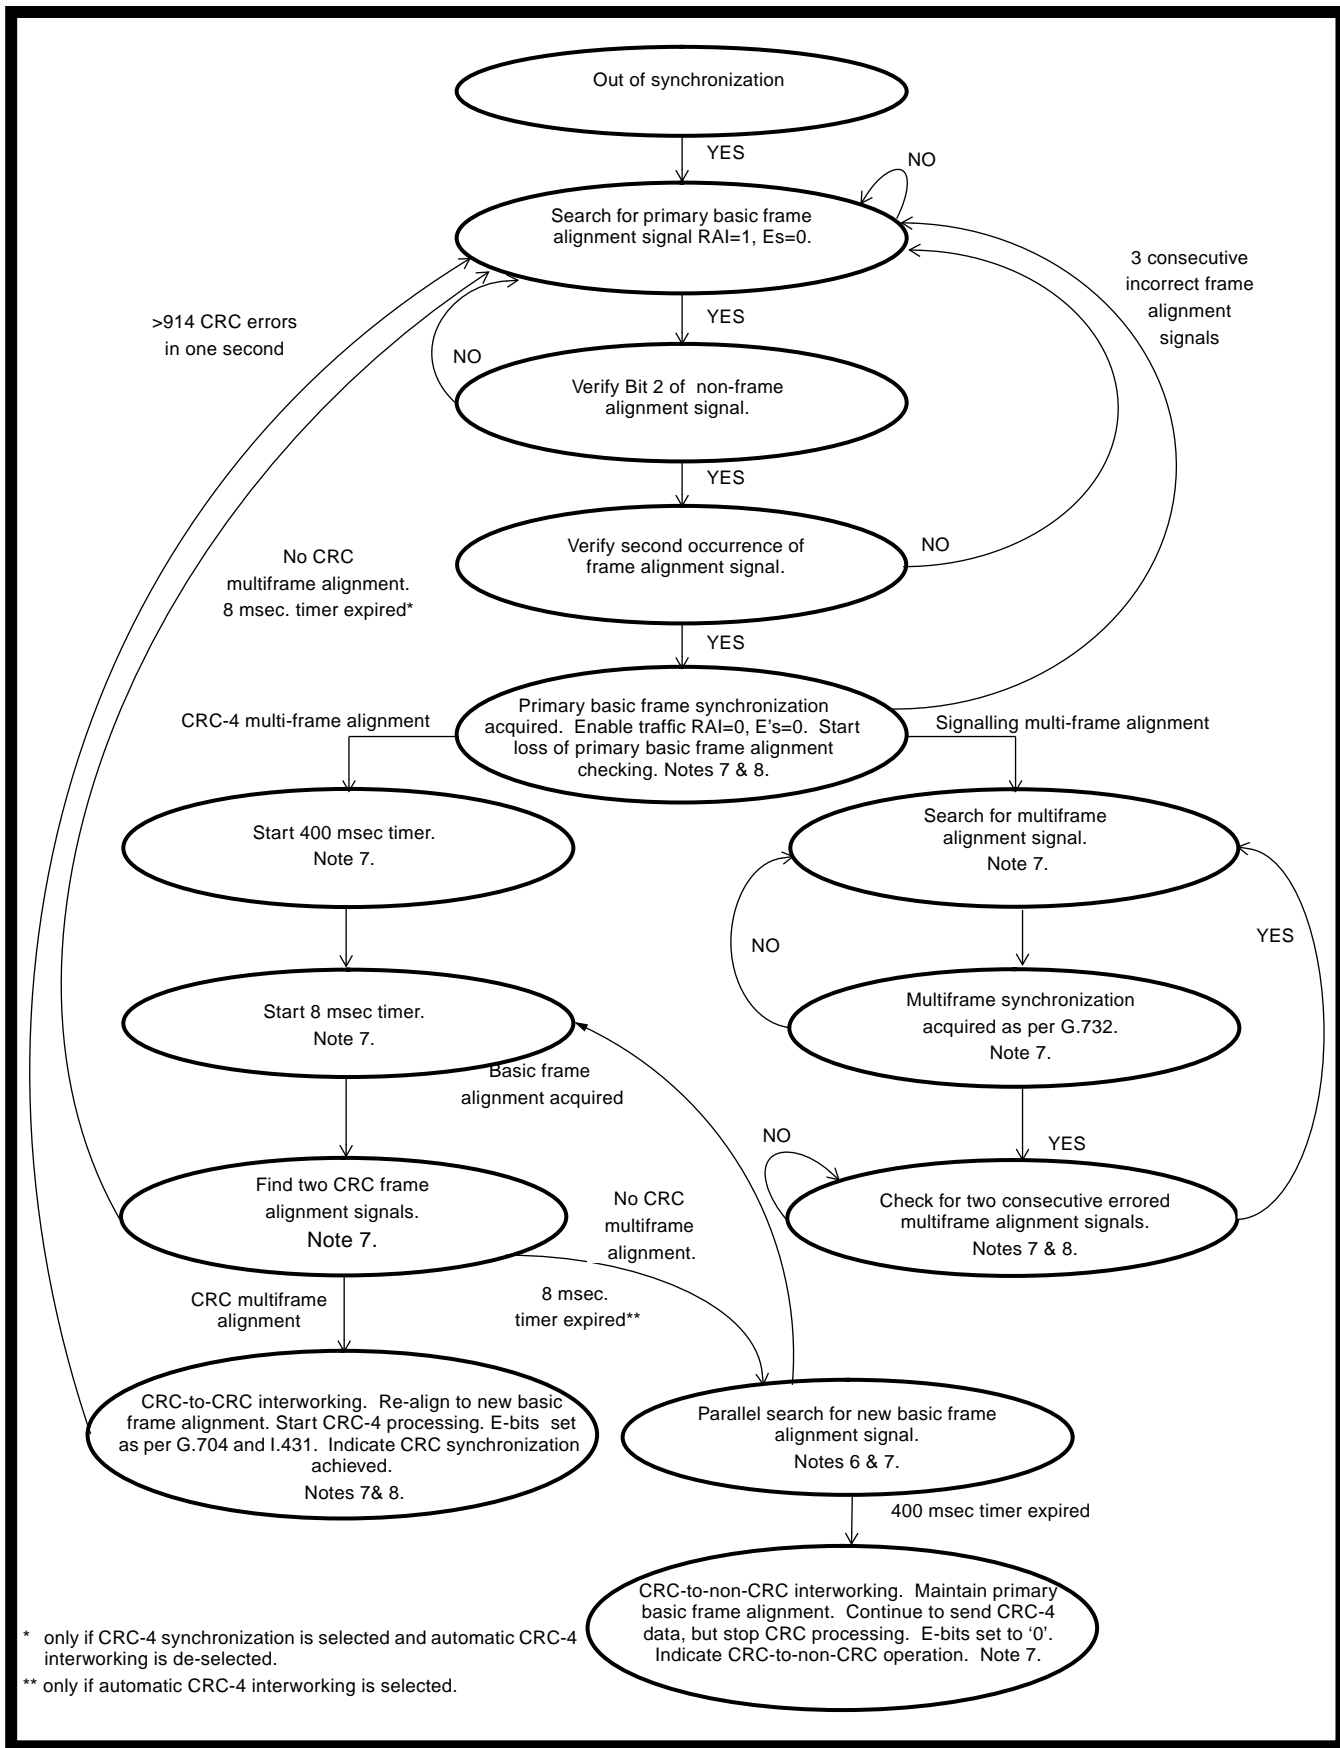 Out of synchronization
YES
NO
Search for primary basic frame
alignment signal RAI=1, Es=0.
3 consecutive
incorrect frame
alignment
signals
>914 CRC errors
in one second
YES
NO
Verify Bit 2 of non-frame
alignment signal.
YES
No CRC
multiframe alignment.
8 msec. timer expired*
Verify second occurrence of
frame alignment signal.
NO
YES
CRC-4 multi-frame alignment
Primary basic frame synchronization
acquired. Enable traffic RAI=0, E's=0. Start
loss of primary basic frame alignment
checking. Notes 7 & 8.
Signalling multi-frame alignment
Start 400 msec timer.
Note 7.
Search for multiframe
alignment signal.
Note 7.
NO
YES
Start 8 msec timer.
Note 7.
Multiframe synchronization
acquired as per G.732.
Note 7.
Basic frame
alignment acquired
NO
YES
Find two CRC frame
alignment signals.
Note 7.
No CRC
multiframe
alignment.
Check for two consecutive errored
multiframe alignment signals.
Notes 7 & 8.
CRC multiframe
alignment
8 msec.
timer expired**
CRC-to-CRC interworking. Re-align to new basic
frame alignment. Start CRC-4 processing. E-bits set
as per G.704 and I.431. Indicate CRC synchronization
achieved.
Notes 7& 8.
Parallel search for new basic frame
alignment signal.
Notes 6 & 7.
400 msec timer expired
CRC-to-non-CRC interworking. Maintain primary
basic frame alignment. Continue to send CRC-4
data, but stop CRC processing. E-bits set to ‘0’.
Indicate CRC-to-non-CRC operation. Note 7.
* only if CRC-4 synchronization is selected and automatic CRC-4
interworking is de-selected.
** only if automatic CRC-4 interworking is selected.